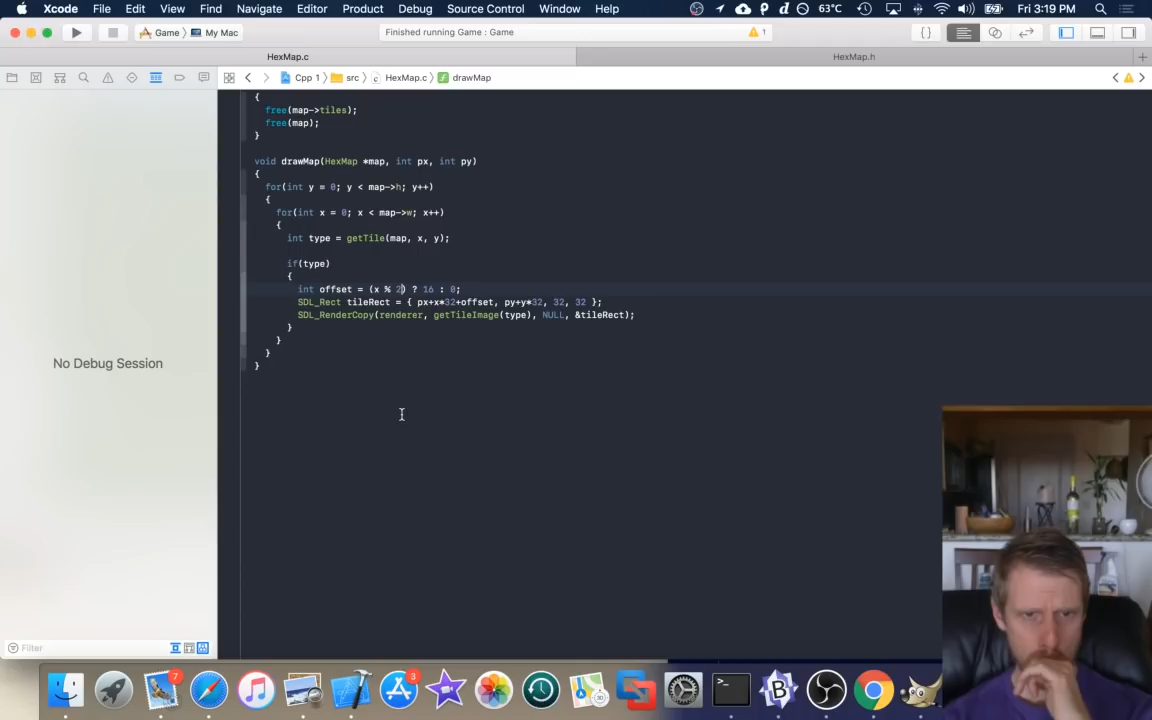 Xcode File Edit View Find Navigate Editor Product Debug Source Control Window Help 63°C Fri 3:19 PM
Game My Mac Finished running Game : Game 1
HexMap.c HexMap.h
Cpp 1 src HexMap.c drawMap
{
free(map->tiles);
free(map);
}
void drawMap(HexMap *map, int px, int py)
{
for(int y = 0; y < map->h; y++)
{
for(int x = 0; x < map->w; x++)
{
int type = getTile(map, x, y);
if(type)
{
int offset = (x % 2) ? 16 : 0;
SDL_Rect tileRect = { px+x*32+offset, py+y*32, 32, 32 };
SDL_RenderCopy(renderer, getTileImage(type), NULL, &tileRect);
}
}
}
}
No Debug Session
Filter
7
3